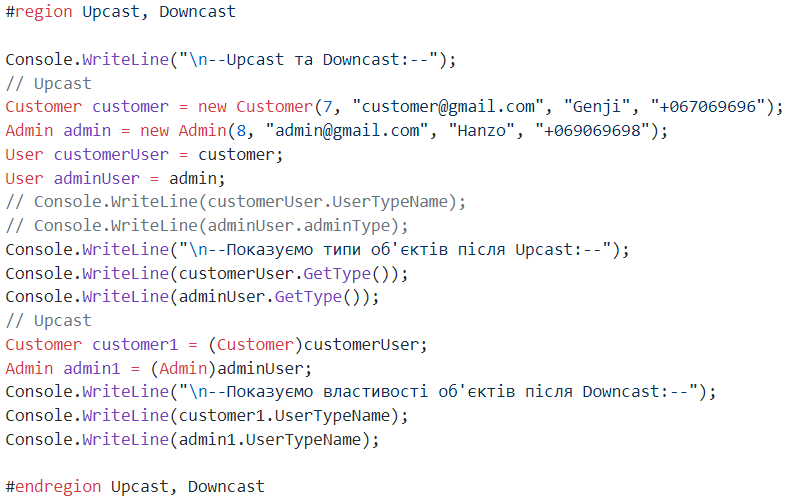 #region Upcast, Downcast
Console.WriteLine("\n--Upcast та Downcast:--");
// Upcast
Customer customer = new Customer(7, "customer@gmail.com", "Genji", "+067069696");
Admin admin = new Admin(8, "admin@gmail.com", "Hanzo", "+069069698");
User customerUser = customer;
User adminUser = admin;
// Console.WriteLine(customerUser.UserTypeName);
// Console.WriteLine(adminUser.adminType);
Console.WriteLine("\n--Показуємо типи об'єктів після Upcast:--");
Console.WriteLine(customerUser.GetType());
Console.WriteLine(adminUser.GetType());
// Upcast
Customer customer1 = (Customer)customerUser;
Admin admin1 = (Admin)adminUser;
Console.WriteLine("\n--Показуємо властивості об'єктів після Downcast:--");
Console.WriteLine(customer1.UserTypeName);
Console.WriteLine(admin1.UserTypeName);
#endregion Upcast, Downcast